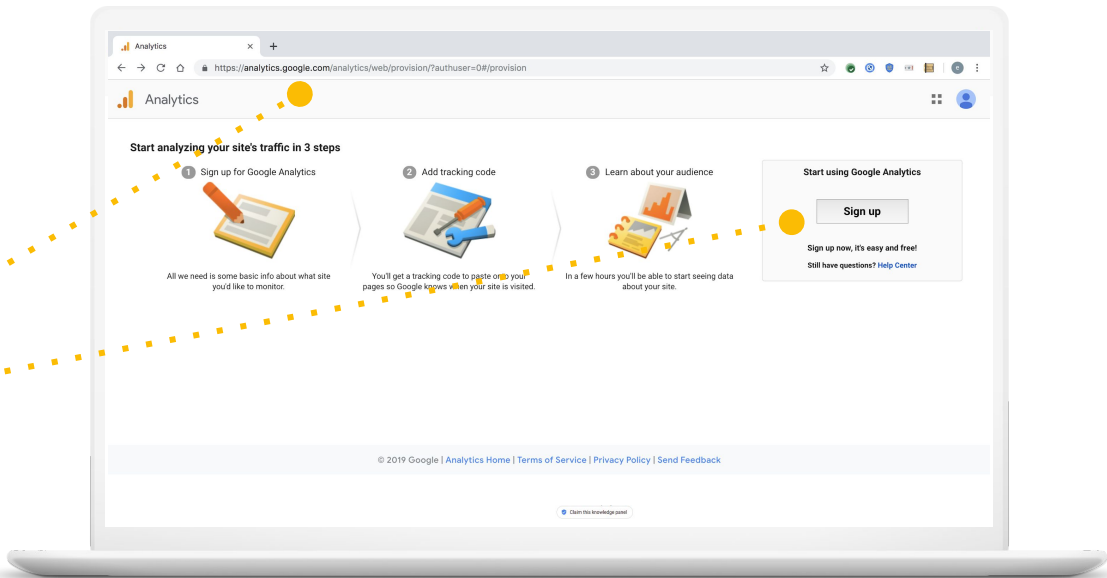 Analytics
https://analytics.google.com/analytics/web/provision/?authuser=0#/provision
Analytics
Start analyzing your site's traffic in 3 steps
1 Sign up for Google Analytics
2 Add tracking code
3 Learn about your audience
All we need is some basic info about what site
you'd like to monitor.
You'll get a tracking code to paste onto your
pages so Google knows when your site is visited.
In a few hours you'll be able to start seeing data
about your site.
Start using Google Analytics
Sign up
Sign up now, it's easy and free!
Still have questions? Help Center
© 2019 Google | Analytics Home | Terms of Service | Privacy Policy | Send Feedback
Claim this knowledge panel